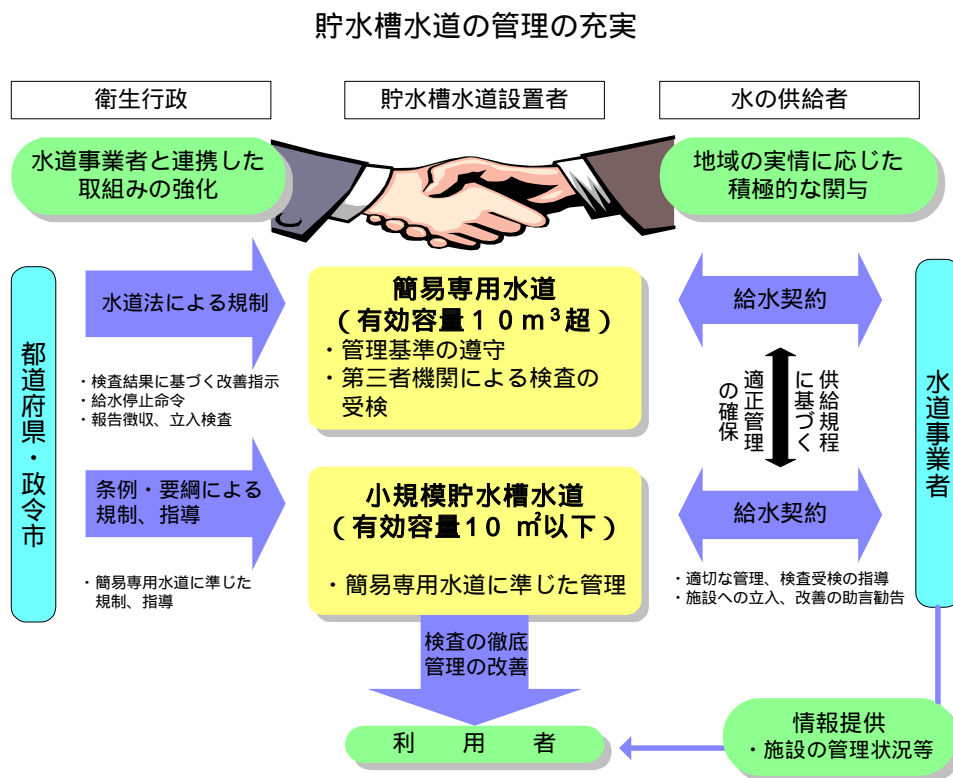 貯水槽水道の管理の充実
衛生行政
貯水槽水道設置者
水の供給者
水道事業者と連携した
取組みの強化
地域の実情に応じた
積極的な関与
都道府県・政令市
水道法による規制
・検査結果に基づく改善指示
・給水停止命令
・報告徴収、立入検査
簡易専用水道
(有効容量10m³超)
・管理基準の遵守
・第三者機関による検査の
受検
給水契約
供給規程
に基づく
適正管理
の確保
水道事業者
条例・要綱による
規制、指導
・簡易専用水道に準じた
規制、指導
小規模貯水槽水道
(有効容量10 ㎡以下)
・簡易専用水道に準じた管理
給水契約
・適切な管理、検査受検の指導
・施設への立入、改善の助言勧告
検査の徹底
管理の改善
利 用 者
情報提供
・施設の管理状況等